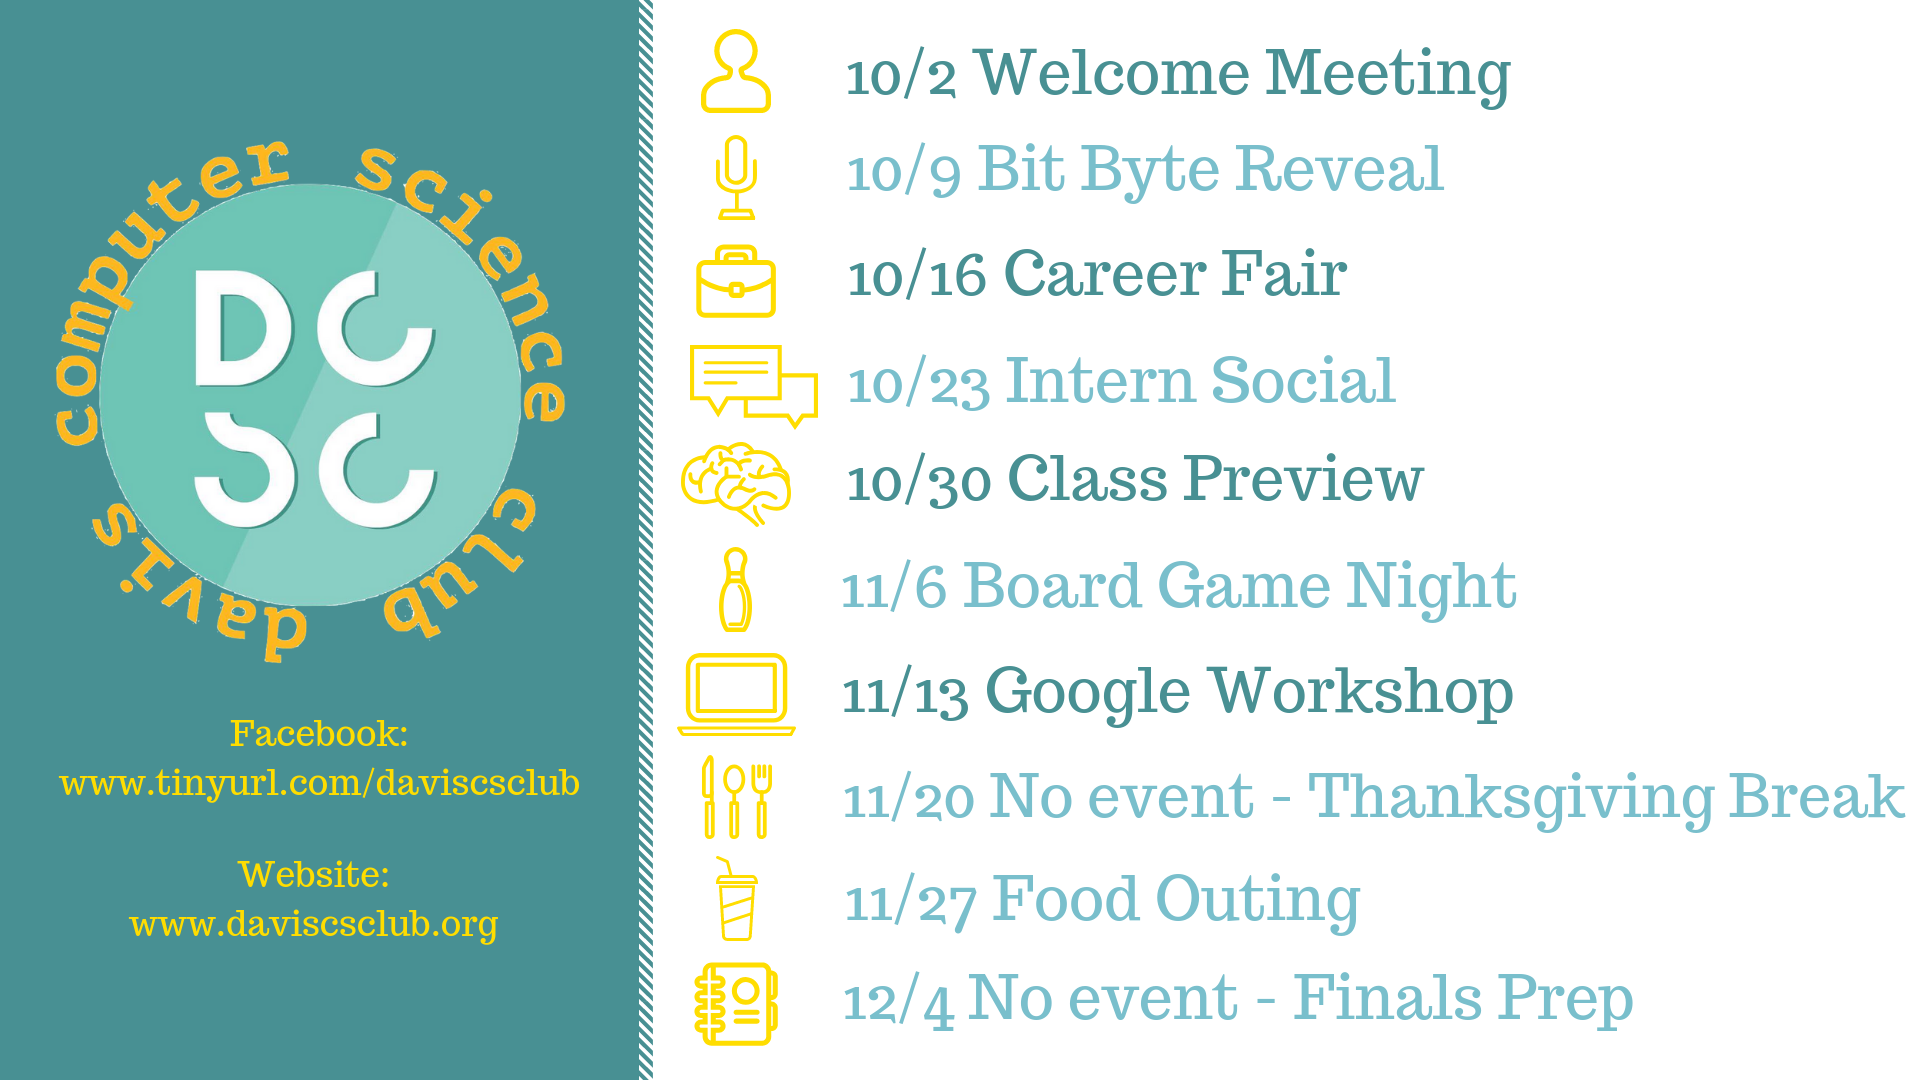 computer science club davis
DC
SC
Facebook:
www.tinyurl.com/daviscsclub
Website:
www.daviscsclub.org
10/2 Welcome Meeting
10/9 Bit Byte Reveal
10/16 Career Fair
10/23 Intern Social
10/30 Class Preview
11/6 Board Game Night
11/13 Google Workshop
11/20 No event - Thanksgiving Break
11/27 Food Outing
12/4 No event - Finals Prep